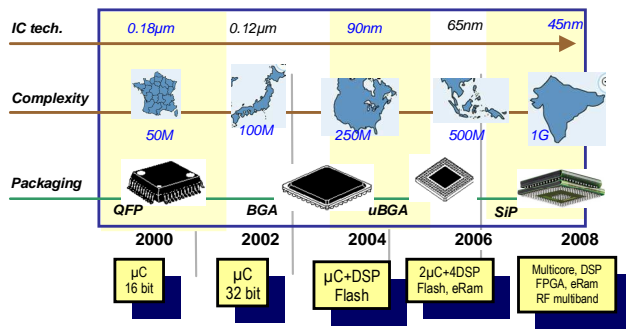 IC tech. 0.18µm 0.12µm 90nm 65nm 45nm
Complexity
50M 100M 250M 500M 1G
Packaging
QFP BGA uBGA SiP
2000 2002 2004 2006 2008
µC
16 bit
µC
32 bit
µC+DSP
Flash
2µC+4DSP
Flash, eRam
Multicore, DSP
FPGA, eRam
RF multiband